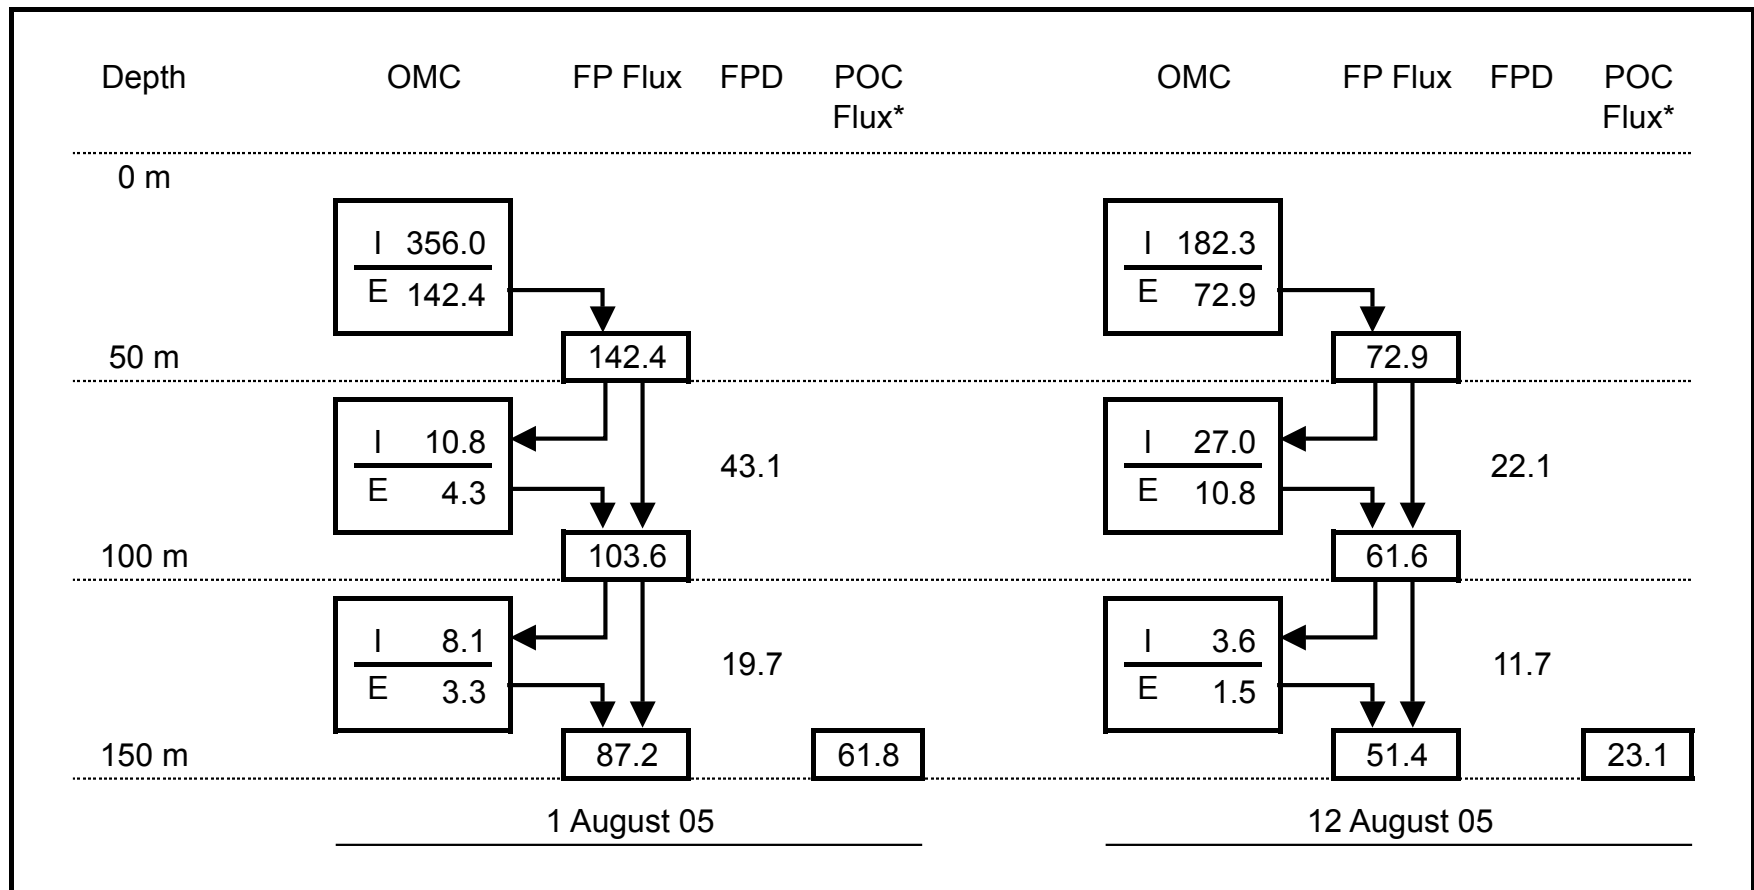 Depth OMC FP Flux FPD POC Flux* OMC FP Flux FPD POC Flux*
0 m
I 356.0 I 182.3
E 142.4 E 72.9
50 m 142.4 72.9
I 10.8 I 27.0
43.1 22.1
E 4.3 E 10.8
100 m 103.6 61.6
I 8.1 I 3.6
19.7 11.7
E 3.3 E 1.5
150 m 87.2 61.8 51.4 23.1
1 August 05 12 August 05